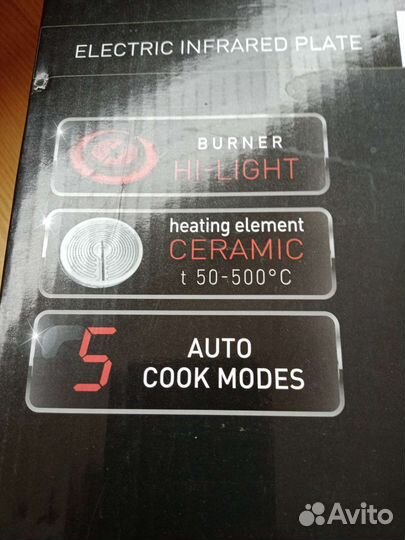 ELECTRIC INFRARED PLATE
BURNER
HI-LIGHT
heating element
CERAMIC
t 50-500°C
5
AUTO
COOK MODES
Avito